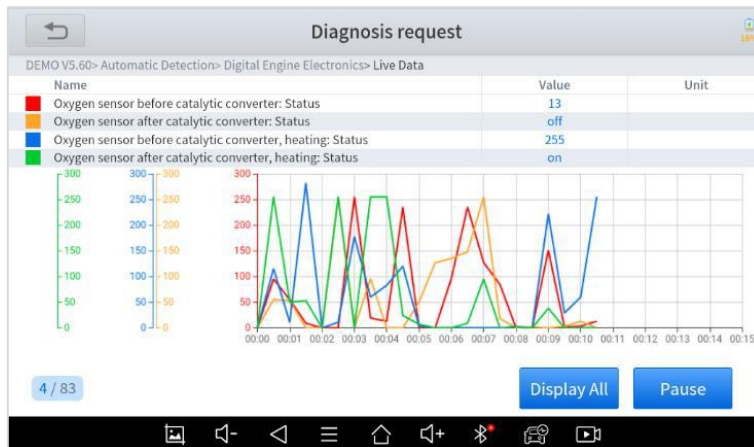 Diagnosis request
DEMO V5.60> Automatic Detection> Digital Engine Electronics> Live Data
Name Value Unit
Oxygen sensor before catalytic converter: Status 13
Oxygen sensor after catalytic converter: Status off
Oxygen sensor before catalytic converter, heating: Status 255
Oxygen sensor after catalytic converter, heating: Status on
300 300 300 300
250 250 250 250
200 200 200 200
150 150 150 150
100 100 100 100
50 50 50 50
0 0 0 0
00:00 00:01 00:02 00:03 00:04 00:05 00:06 00:07 00:08 00:09 00:10 00:11 00:12 00:13 00:14 00:15
4 / 83
Display All Pause